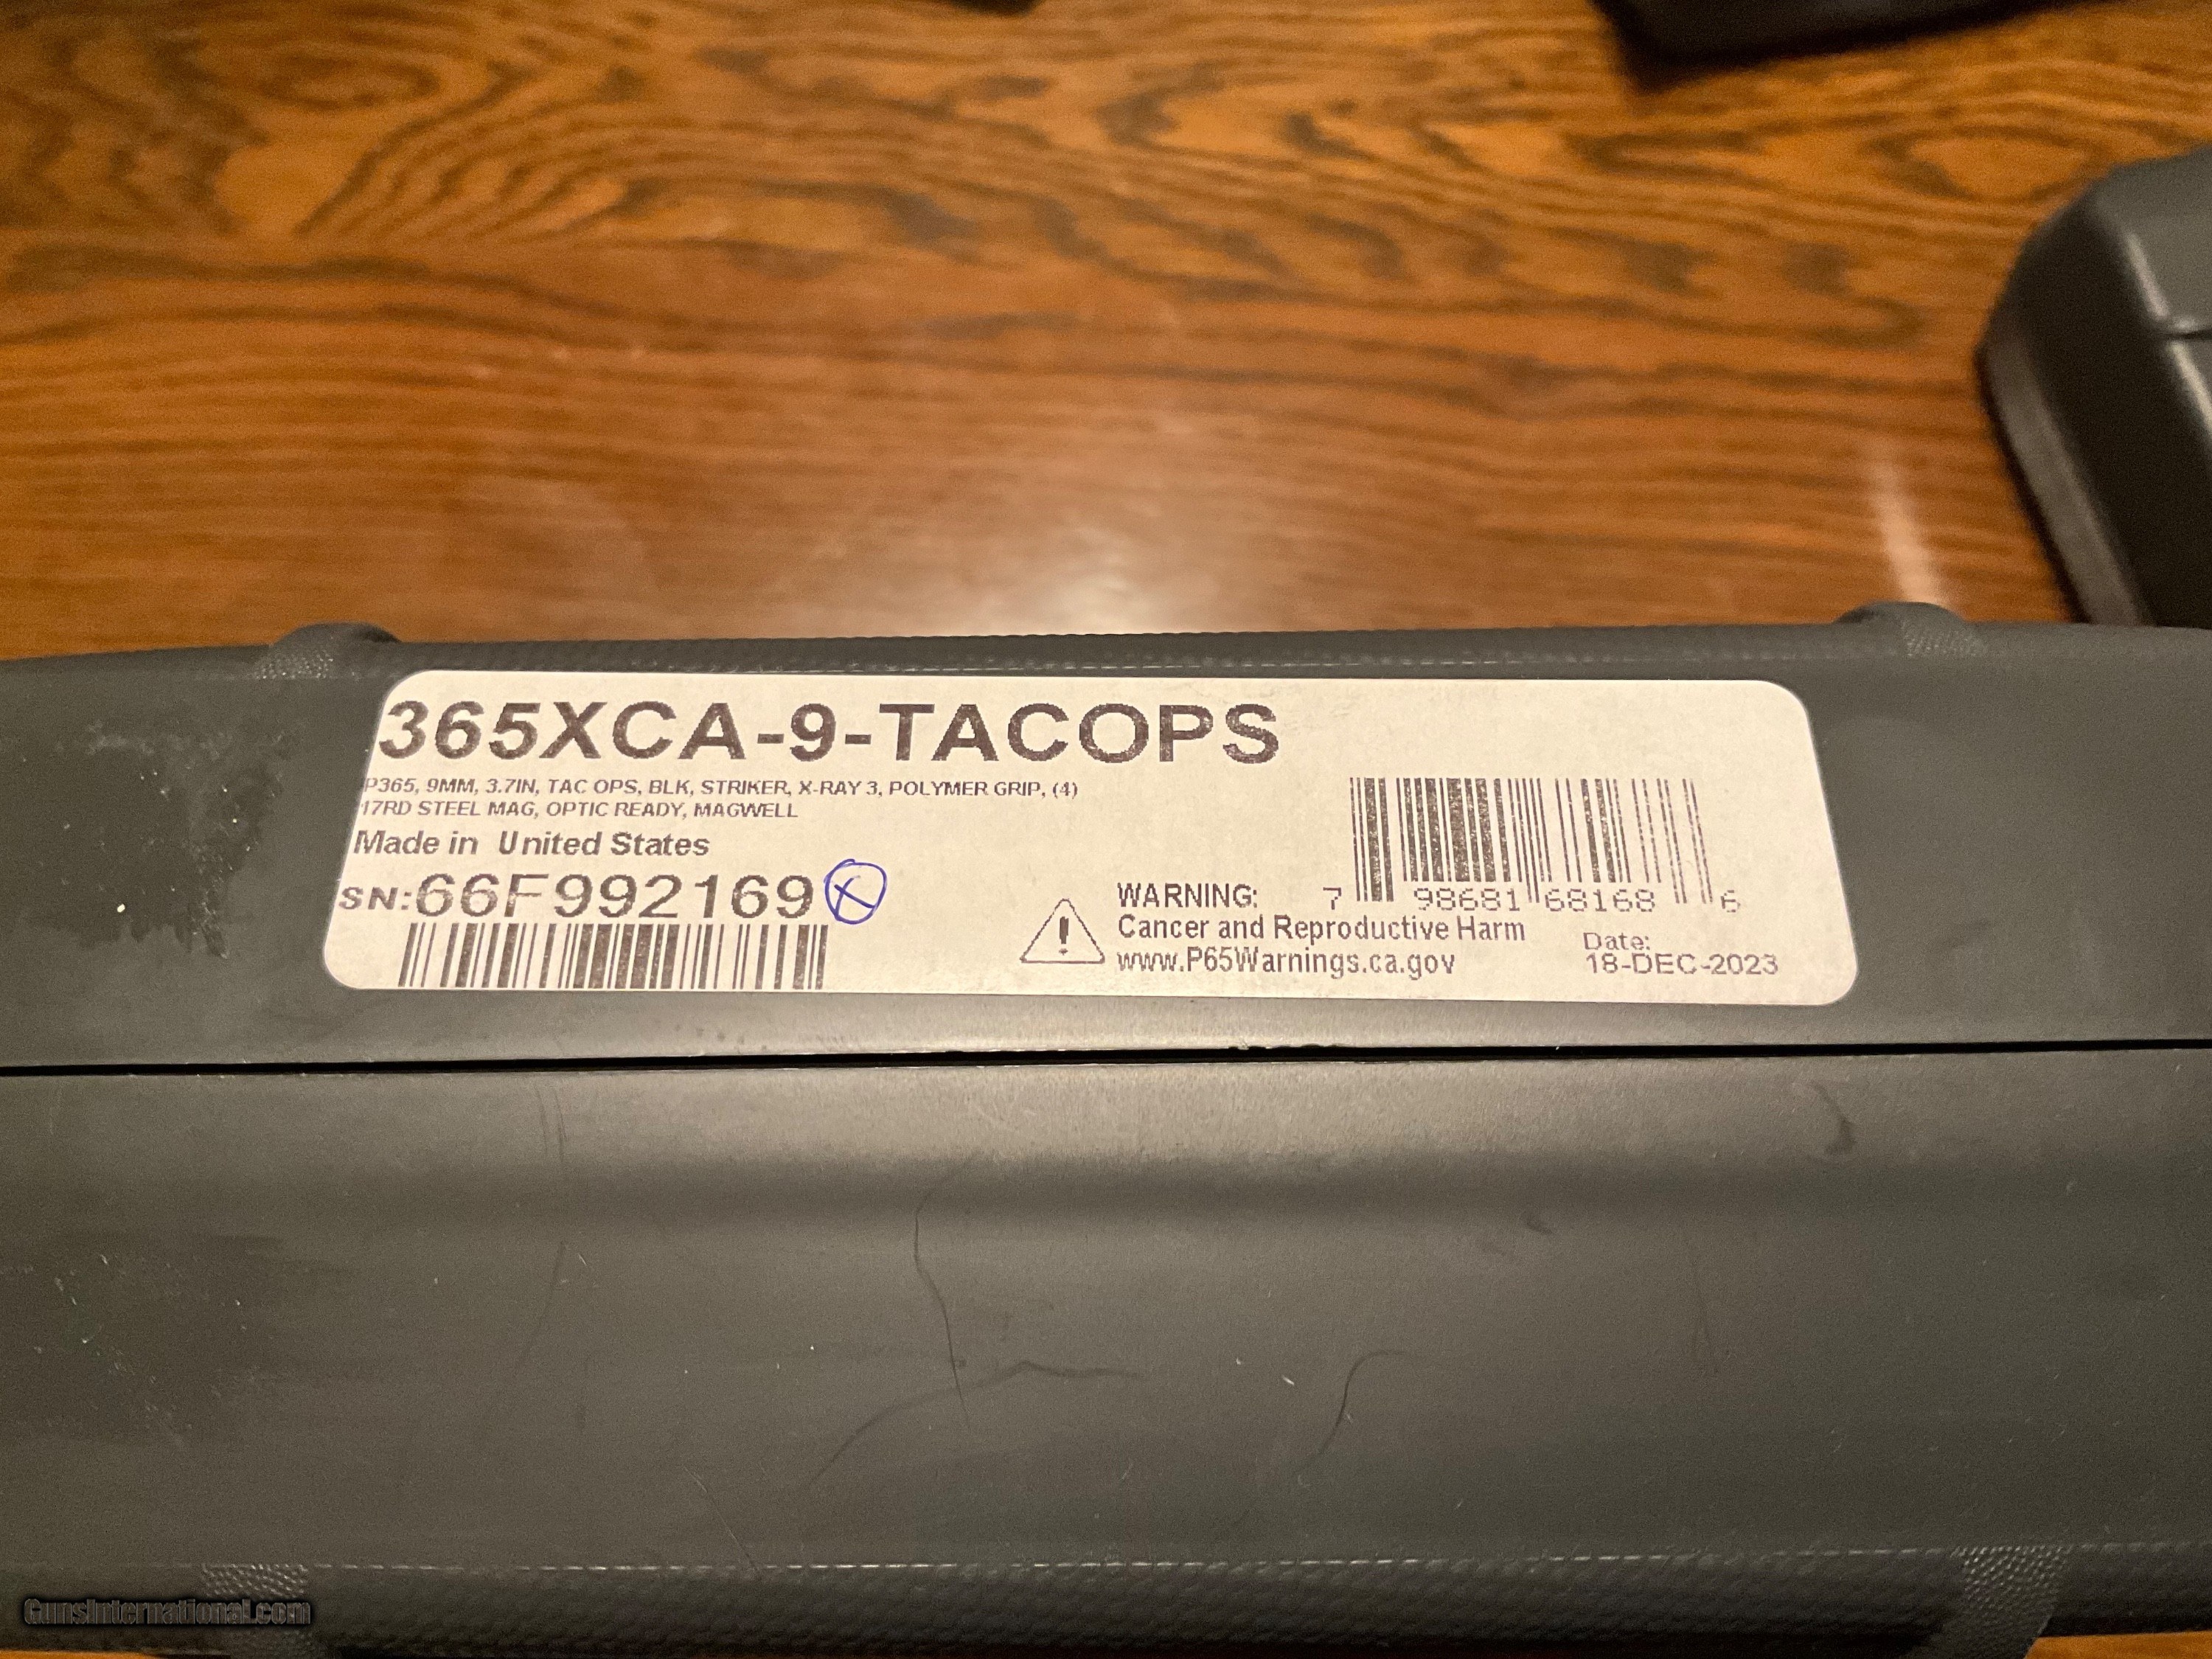 365XCA-9-TACOPS
P365, 9MM, 3.7IN, TAC OPS, BLK, STRIKER, X-RAY 3, POLYMER GRIP, (4)
17RD STEEL MAG, OPTIC READY, MAGWELL
Made in United States
SN:66F992169 X
WARNING:
Cancer and Reproductive Harm
www.P65Warnings.ca.gov
7 98681 68168 6
Date:
18-DEC-2023
GunsInternational.com